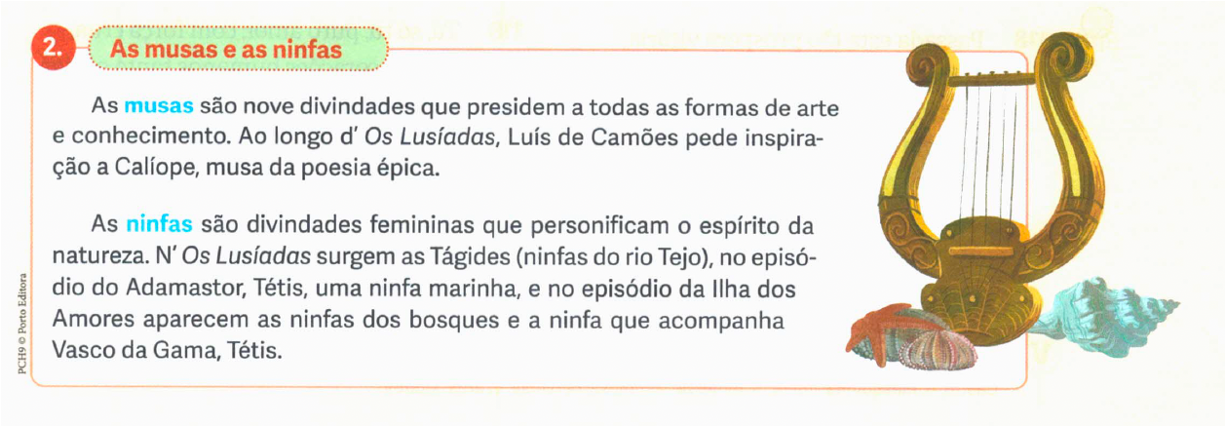 2. As musas e as ninfas
As musas são nove divindades que presidem a todas as formas de arte
e conhecimento. Ao longo d' Os Lusíadas, Luís de Camões pede inspira-
ção a Calíope, musa da poesia épica.
As ninfas são divindades femininas que personificam o espírito da
natureza. N' Os Lusíadas surgem as Tágides (ninfas do rio Tejo), no episó-
dio do Adamastor, Tétis, uma ninfa marinha, e no episódio da Ilha dos
Amores aparecem as ninfas dos bosques e a ninfa que acompanha
Vasco da Gama, Tétis.
PCH9 © Porto Editora